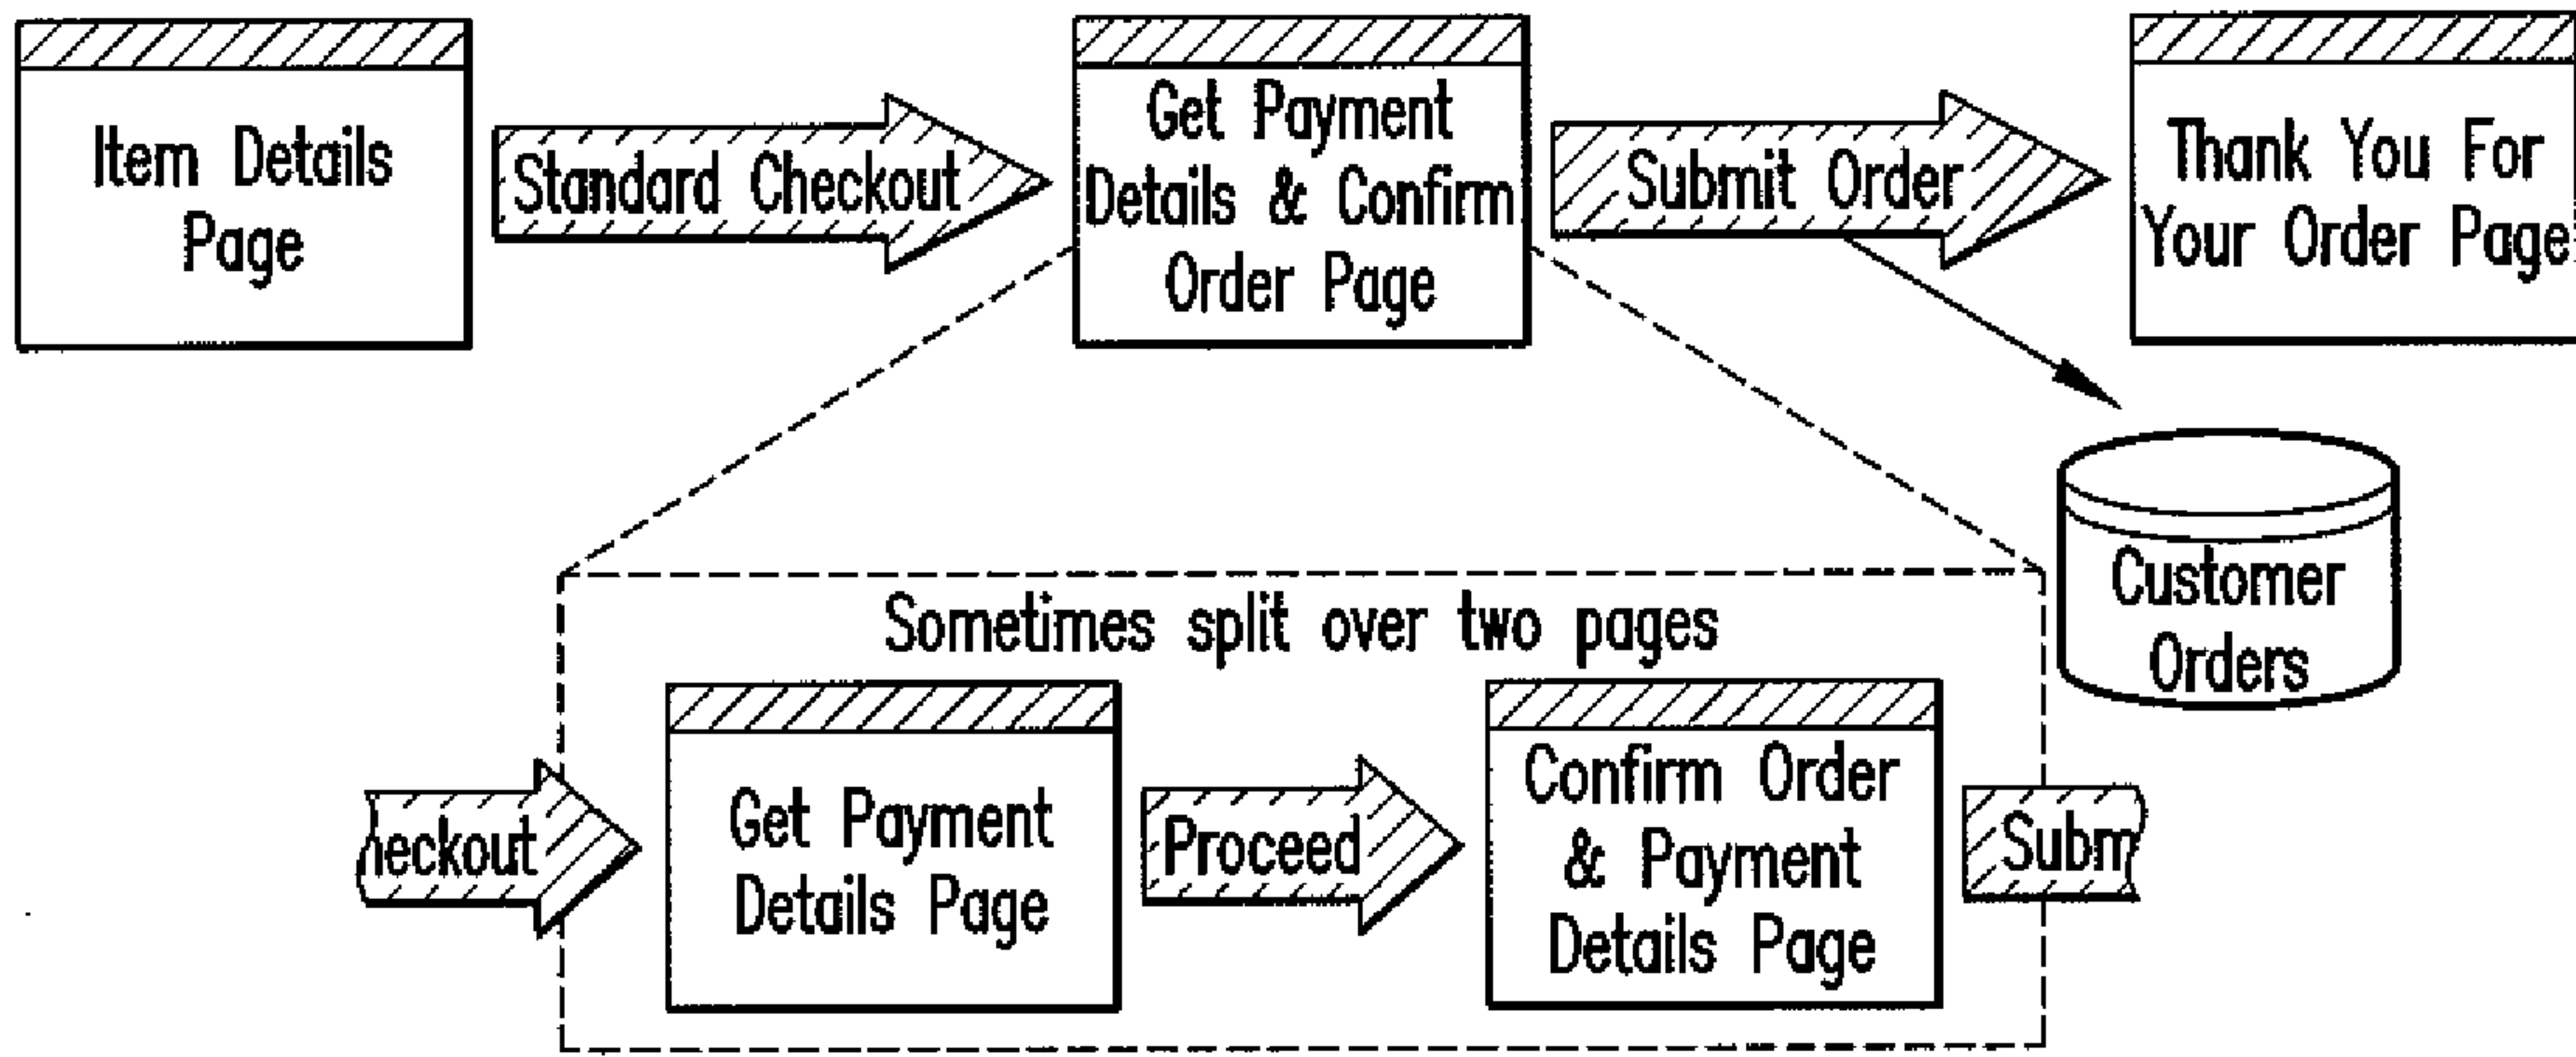 Item Details
Page
Standard Checkout
Get Payment
Details & Confirm
Order Page
Submit Order
Thank You For
Your Order Page
Customer
Orders
Sometimes split over two pages
heckout
Get Payment
Details Page
Proceed
Confirm Order
& Payment
Details Page
Subm